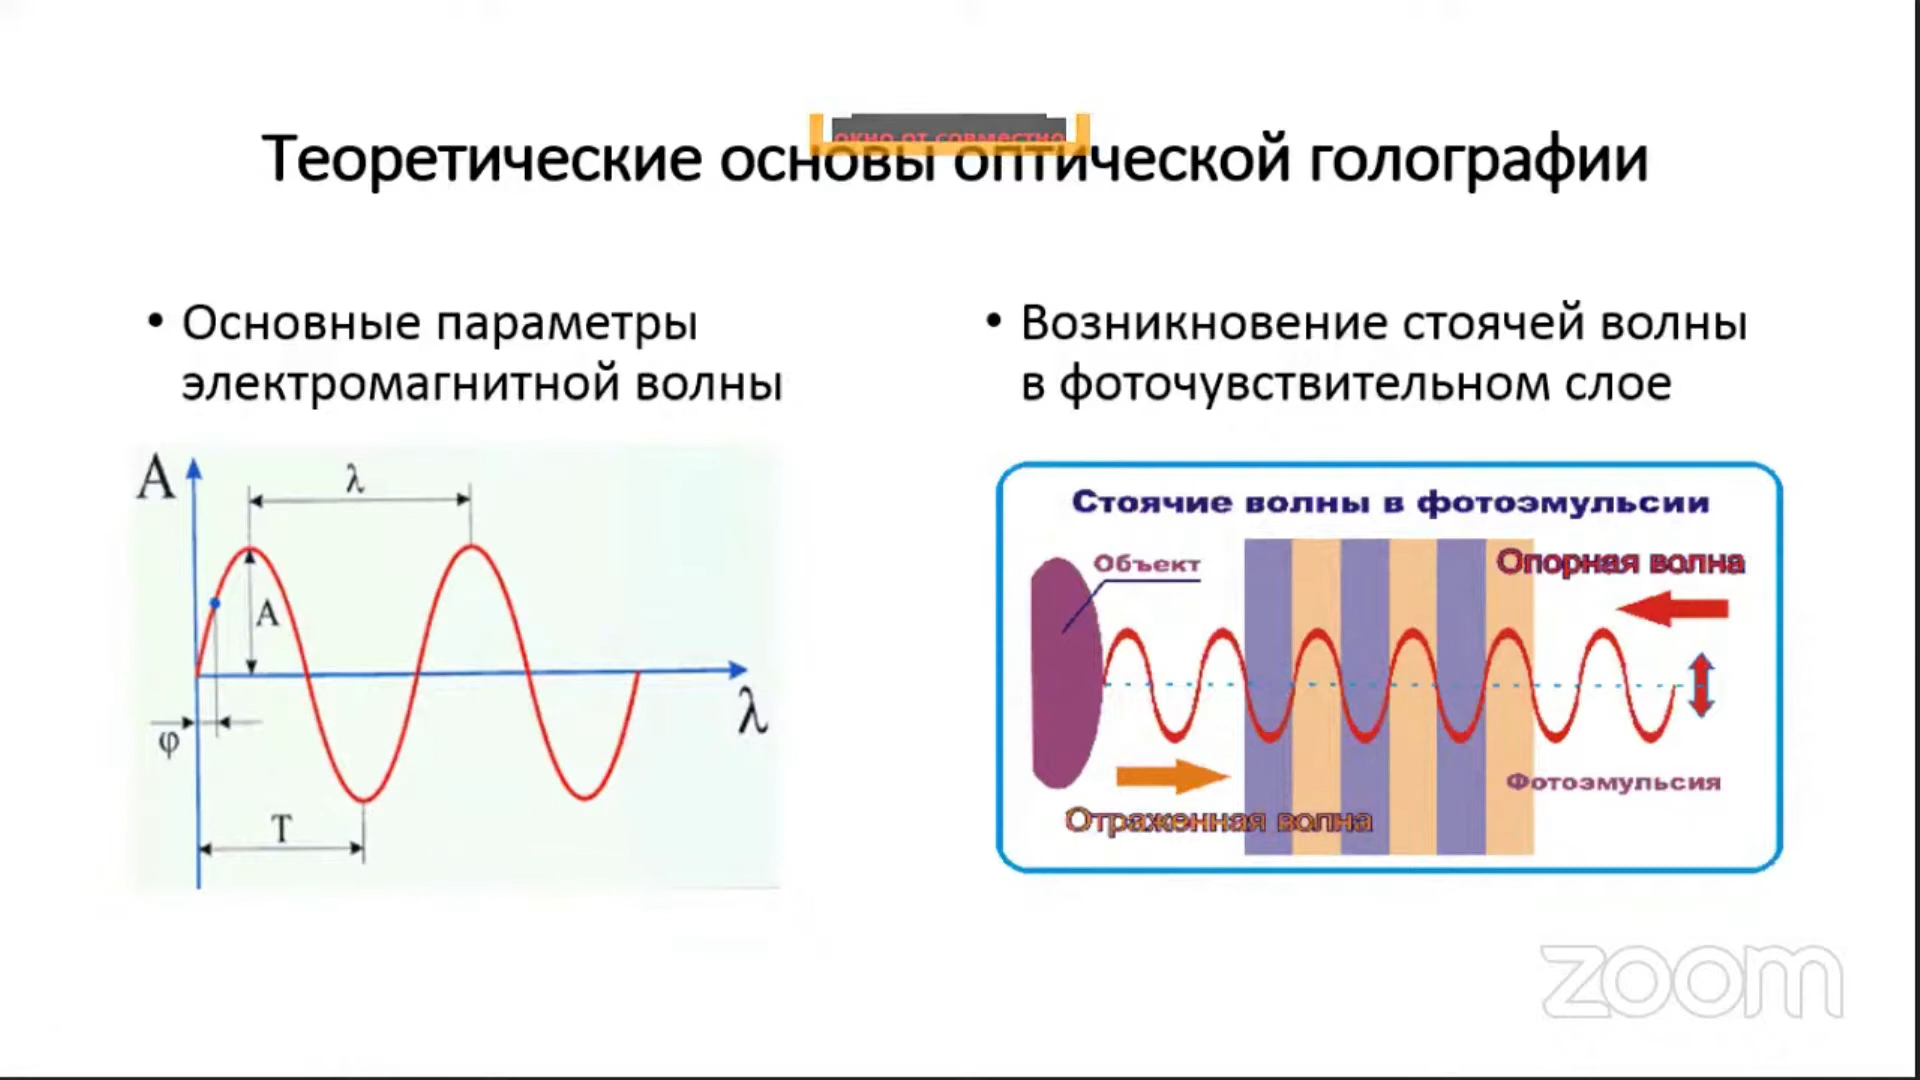 окно от совместно
Теоретические основы оптической голографии
• Основные параметры
электромагнитной волны
• Возникновение стоячей волны
в фоточувствительном слое
A
λ
A
λ
φ
T
Стоячие волны в фотоэмульсии
Объект
Опорная волна
Фотоэмульсия
Отраженная волна
zoom